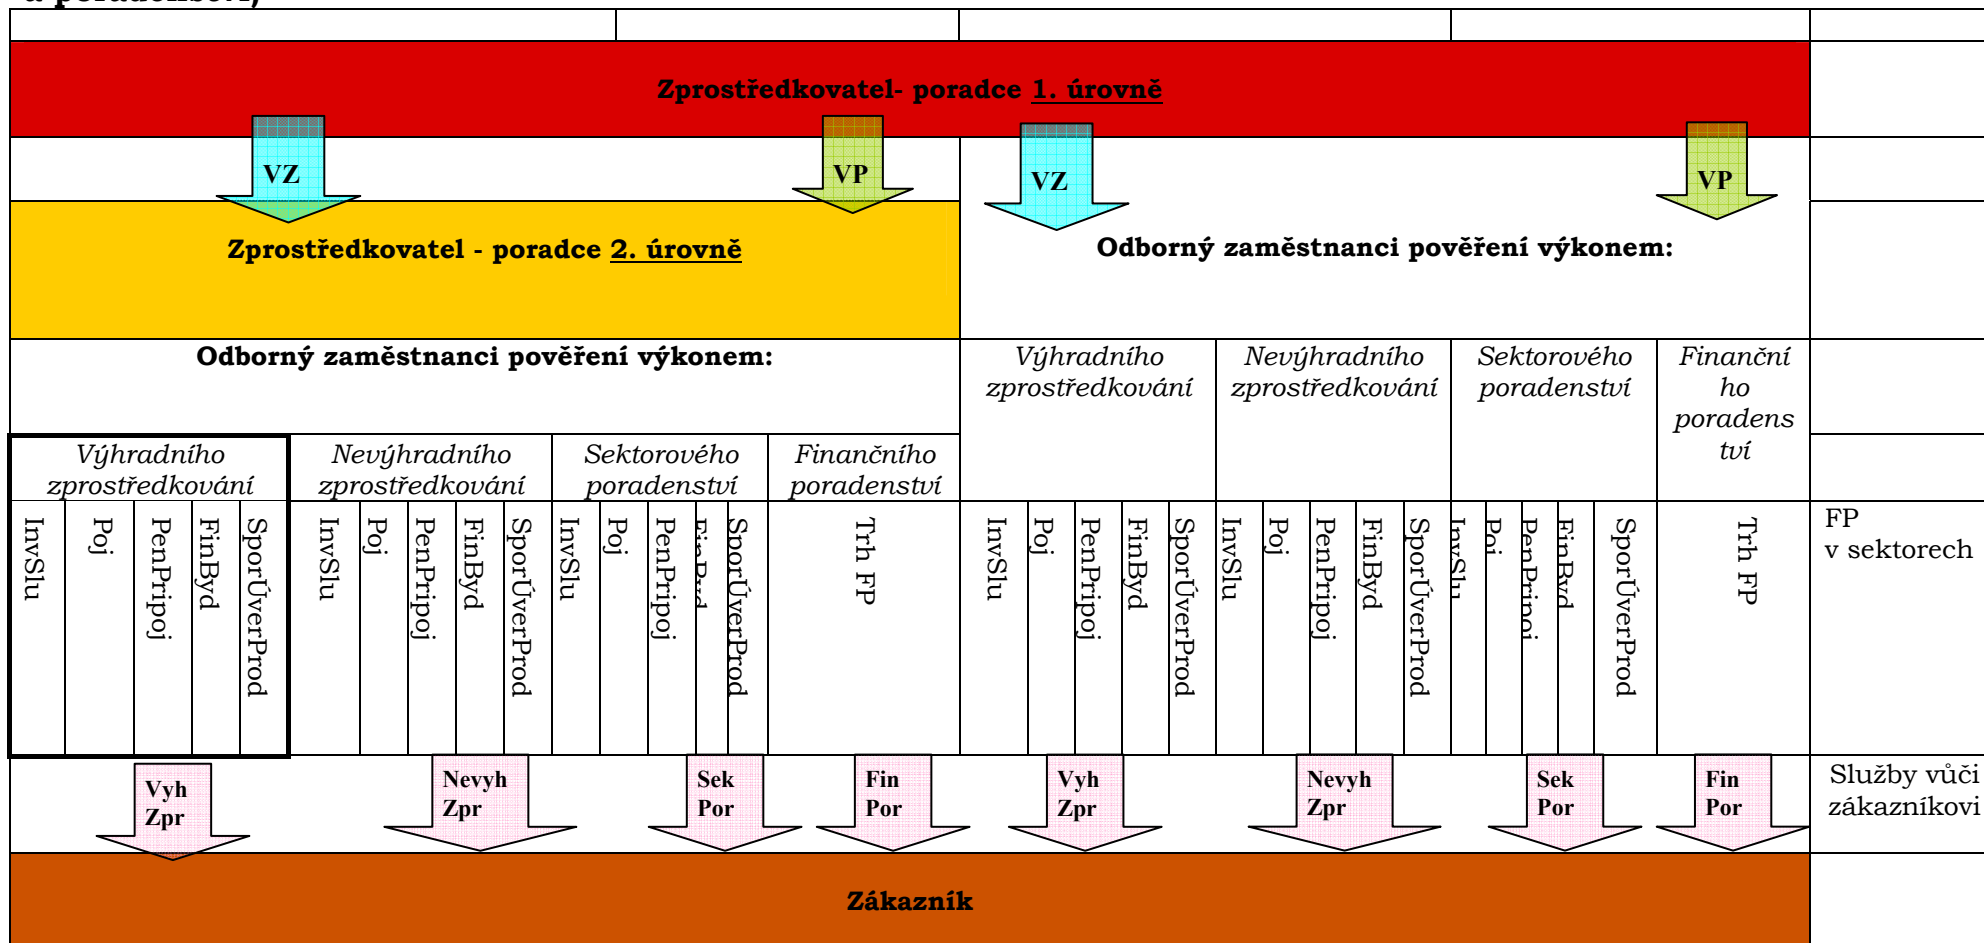 a poradenství)
Zprostředkovatel- poradce 1. úrovně
VZ
VP
VZ
VP
Zprostředkovatel - poradce 2. úrovně
Odborný zaměstnanci pověření výkonem:
Odborný zaměstnanci pověření výkonem:
Výhradního
zprostředkování
Nevýhradního
zprostředkování
Sektorového
poradenství
Finanční
ho
poradens
tví
Výhradního
zprostředkování
Nevýhradního
zprostředkování
Sektorového
poradenství
Finančního
poradenství
InvSlu
Poj
PenPripoj
FinByd
SporÚverProd
InvSlu
Poj
PenPripoj
FinByd
SporÚverProd
InvSlu
Poj
PenPripoj
FinByd
SporÚverProd
Trh FP
InvSlu
Poj
PenPripoj
FinByd
SporÚverProd
InvSlu
Poj
PenPripoj
FinByd
SporÚverProd
InvSlu
Poj
PenPripoj
FinByd
SporÚverProd
Trh FP
FP
v sektorech
Vyh
Zpr
Nevyh
Zpr
Sek
Por
Fin
Por
Vyh
Zpr
Nevyh
Zpr
Sek
Por
Fin
Por
Služby vůči
zákazníkovi
Zákazník